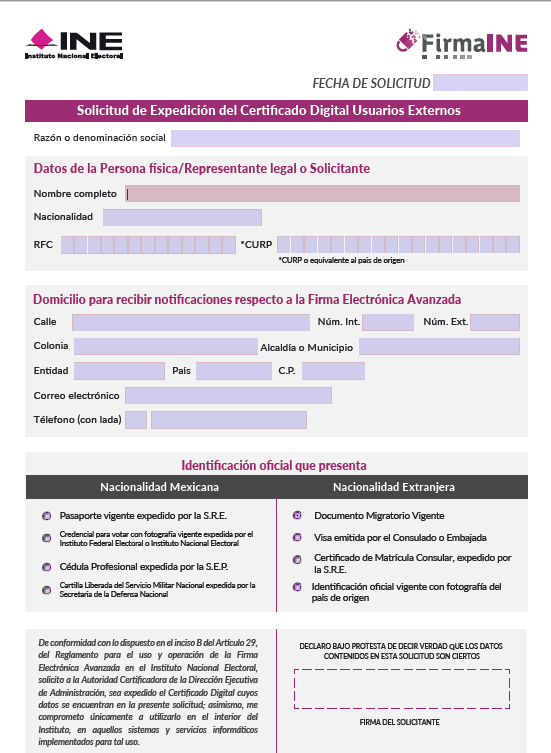 INE
Instituto Nacional Electoral
FirmaINE
FECHA DE SOLICITUD
Solicitud de Expedición del Certificado Digital Usuarios Externos
Razón o denominación social
Datos de la Persona física/Representante legal o Solicitante
Nombre completo
Nacionalidad
RFC *CURP
*CURP o equivalente al pais de origen
Domicilio para recibir notificaciones respecto a la Firma Electrónica Avanzada
Calle Núm. Int. Núm. Ext.
Colonia Alcaldía o Municipio
Entidad País C.P.
Correo electrónico
Télefono (con lada)
Identificación oficial que presenta
Nacionalidad Mexicana
Nacionalidad Extranjera
Pasaporte vigente expedido por la S.R.E.
Credencial para votar con fotografía vigente expedida por el
Instituto Federal Electoral o Instituto Nacional Electoral
Cédula Profesional expedida por la S.E.P.
Cartilla Liberada del Servicio Militar Nacional expedida por la
Secretaria de la Defensa Nacional
Documento Migratorio Vigente
Visa emitida por el Consulado o Embajada
Certificado de Matrícula Consular, expedido por
la S.R.E.
Identificación oficial vigente con fotografía del
país de origen
De conformidad con lo dispuesto en el inciso B del Artículo 29,
del Reglamento para el uso y operación de la Firma
Electrónica Avanzada en el Instituto Nacional Electoral,
solicito a la Autoridad Certificadora de la Dirección Ejecutiva
de Administración, sea expedido el Certificado Digital cuyos
datos se encuentran en la presente solicitud; asimismo, me
comprometo únicamente a utilizarlo en el interior del
Instituto, en aquellos sistemas y servicios informáticos
implementados para tal uso.
DECLARO BAJO PROTESTA DE DECIR VERDAD QUE LOS DATOS
CONTENIDOS EN ESTA SOLICITUD SON CIERTOS
FIRMA DEL SOLICITANTE